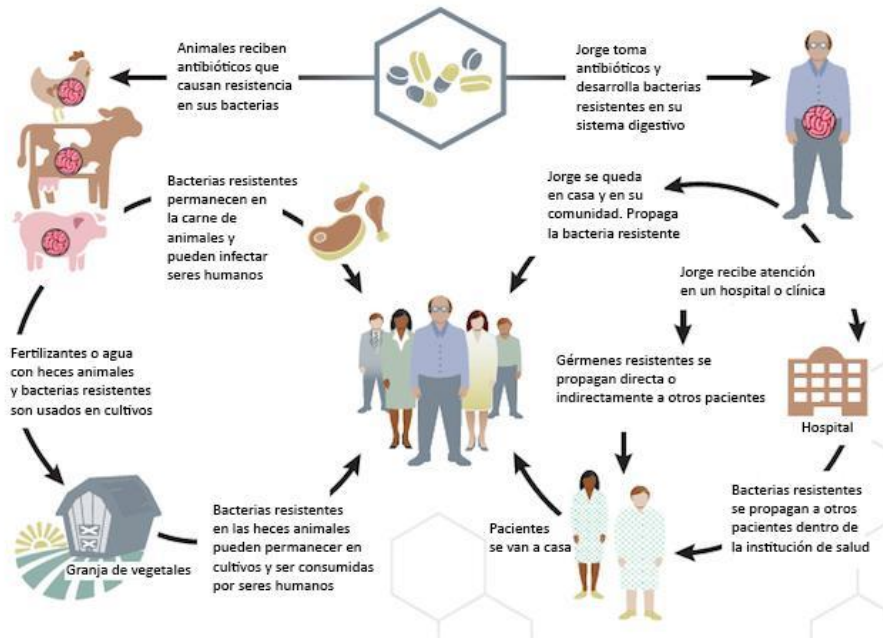 Animales reciben
antibióticos que
causan resistencia
en sus bacterias
Jorge toma
antibióticos y
desarrolla bacterias
resistentes en su
sistema digestivo
Bacterias resistentes
permanecen en
la carne de
animales y
pueden infectar
seres humanos
Jorge se queda
en casa y en su
comunidad. Propaga
la bacteria resistente
Jorge recibe atención
en un hospital o clínica
Fertilizantes o agua
con heces animales
y bacterias resistentes
son usados en cultivos
Gérmenes resistentes se
propagan directa o
indirectamente a otros pacientes
Hospital
Granja de vegetales
Bacterias resistentes
en las heces animales
pueden permanecer en
cultivos y ser consumidas
por seres humanos
Pacientes
se van a casa
Bacterias resistentes
se propagan a otros
pacientes dentro de
la institución de salud